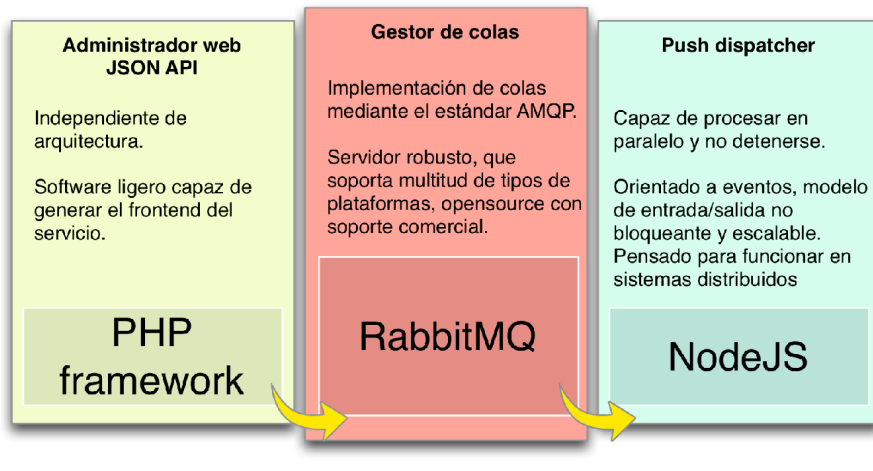 Administrador web
JSON API
Independiente de
arquitectura.
Software ligero capaz de
generar el frontend del
servicio.
PHP
framework
Gestor de colas
Implementación de colas
mediante el estándar AMQP.
Servidor robusto, que
soporta multitud de tipos de
plataformas, opensource con
soporte comercial.
RabbitMQ
Push dispatcher
Capaz de procesar en
paralelo y no detenerse.
Orientado a eventos, modelo
de entrada/salida no
bloqueante y escalable.
Pensado para funcionar en
sistemas distribuidos
NodeJS